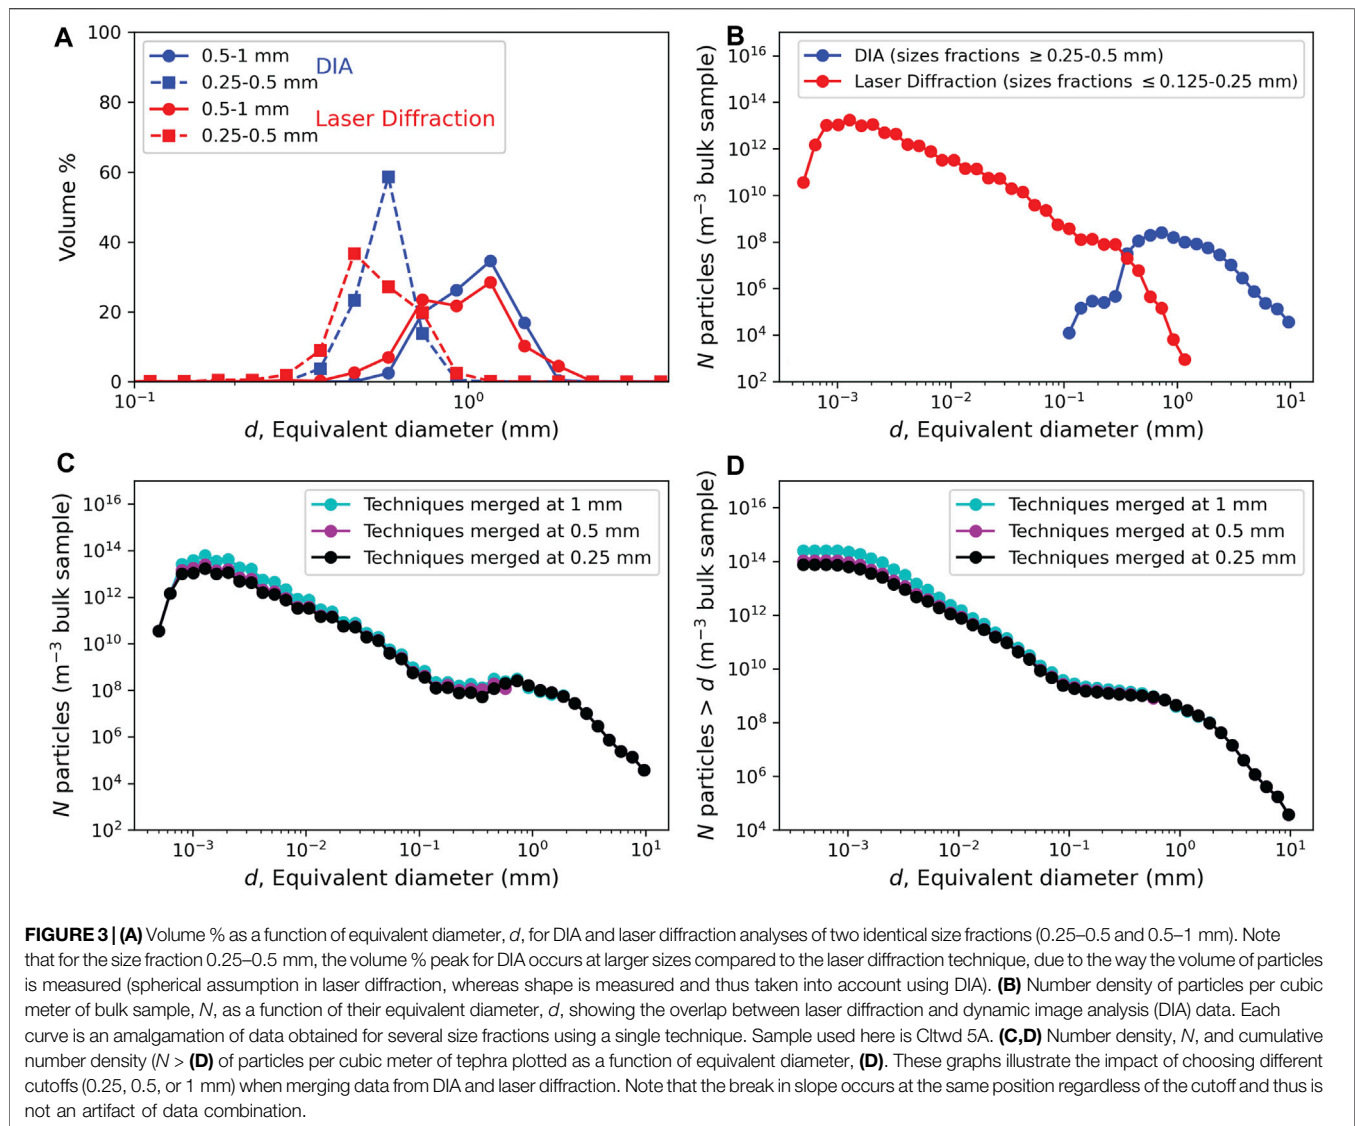 A
100
80
60
40
20
0
Volume %
0.5-1 mm
0.25-0.5 mm
DIA
0.5-1 mm
0.25-0.5 mm
Laser Diffraction
10⁻¹
10⁰
d, Equivalent diameter (mm)
B
10¹⁶
10¹⁴
10¹²
10¹⁰
10⁸
10⁶
10⁴
10²
N particles (m⁻³ bulk sample)
DIA (sizes fractions ≥ 0.25-0.5 mm)
Laser Diffraction (sizes fractions ≤ 0.125-0.25 mm)
10⁻³
10⁻²
10⁻¹
10⁰
10¹
d, Equivalent diameter (mm)
C
10¹⁶
10¹⁴
10¹²
10¹⁰
10⁸
10⁶
10⁴
10²
N particles (m⁻³ bulk sample)
Techniques merged at 1 mm
Techniques merged at 0.5 mm
Techniques merged at 0.25 mm
10⁻³
10⁻²
10⁻¹
10⁰
10¹
d, Equivalent diameter (mm)
D
10¹⁶
10¹⁴
10¹²
10¹⁰
10⁸
10⁶
10⁴
N particles > d (m⁻³ bulk sample)
Techniques merged at 1 mm
Techniques merged at 0.5 mm
Techniques merged at 0.25 mm
10⁻³
10⁻²
10⁻¹
10⁰
10¹
d, Equivalent diameter (mm)
FIGURE 3 | (A) Volume % as a function of equivalent diameter, d, for DIA and laser diffraction analyses of two identical size fractions (0.25–0.5 and 0.5–1 mm). Note
that for the size fraction 0.25–0.5 mm, the volume % peak for DIA occurs at larger sizes compared to the laser diffraction technique, due to the way the volume of particles
is measured (spherical assumption in laser diffraction, whereas shape is measured and thus taken into account using DIA). (B) Number density of particles per cubic
meter of bulk sample, N, as a function of their equivalent diameter, d, showing the overlap between laser diffraction and dynamic image analysis (DIA) data. Each
curve is an amalgamation of data obtained for several size fractions using a single technique. Sample used here is Cltwd 5A. (C,D) Number density, N, and cumulative
number density (N > (D) of particles per cubic meter of tephra plotted as a function of equivalent diameter, (D). These graphs illustrate the impact of choosing different
cutoffs (0.25, 0.5, or 1 mm) when merging data from DIA and laser diffraction. Note that the break in slope occurs at the same position regardless of the cutoff and thus is
not an artifact of data combination.